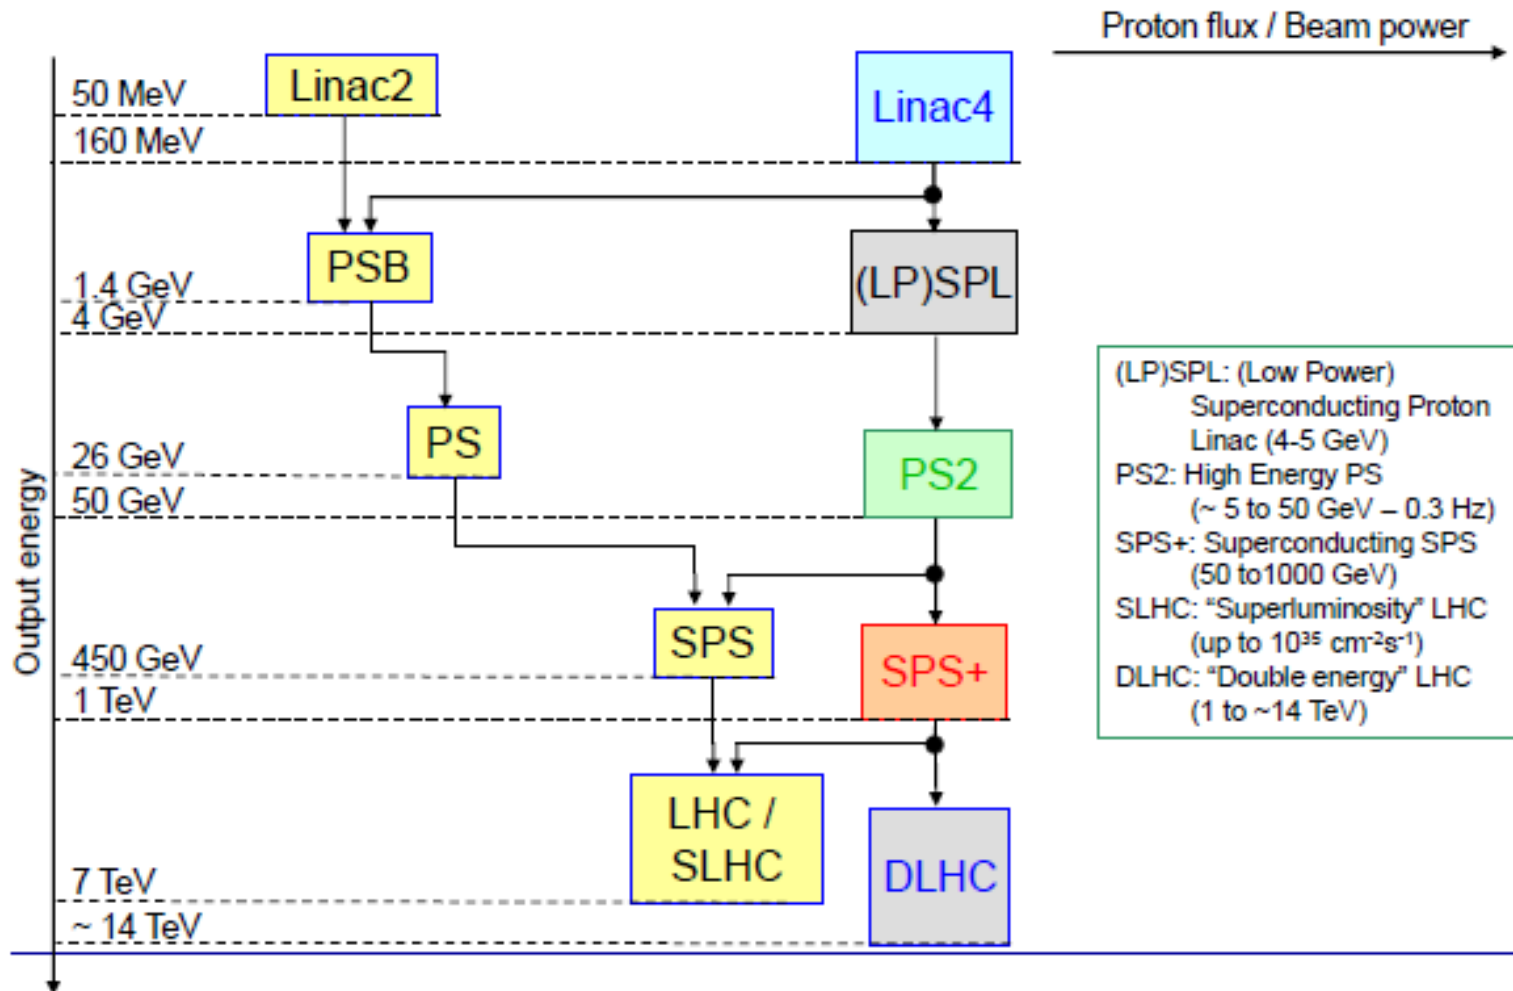 Proton flux / Beam power
Linac2
50 MeV
Linac4
160 MeV
PSB
(LP)SPL
1.4 GeV
4 GeV
PS
26 GeV
PS2
50 GeV
SPS
450 GeV
SPS+
1 TeV
LHC /
SLHC
DLHC
7 TeV
~ 14 TeV
Output energy
(LP)SPL: (Low Power)
Superconducting Proton
Linac (4-5 GeV)
PS2: High Energy PS
(~ 5 to 50 GeV – 0.3 Hz)
SPS+: Superconducting SPS
(50 to1000 GeV)
SLHC: “Superluminosity” LHC
(up to 10³⁵ cm⁻²s⁻¹)
DLHC: “Double energy” LHC
(1 to ~14 TeV)